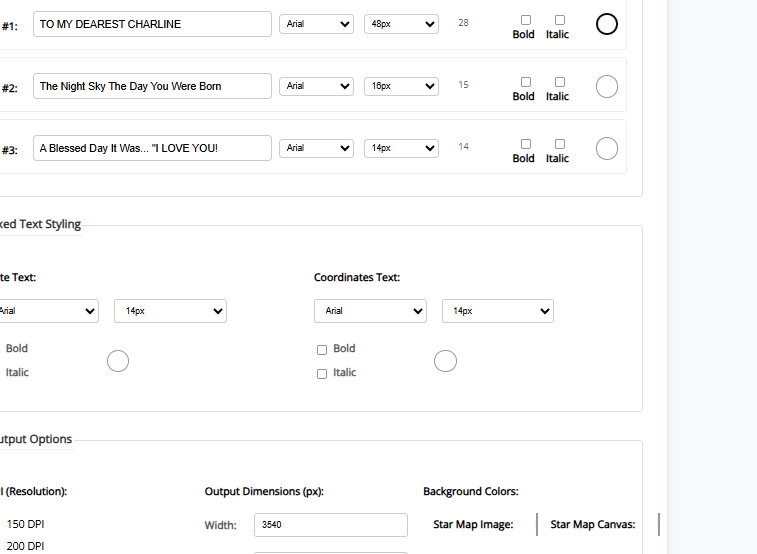 #1: TO MY DEAREST CHARLINE Arial 48px 28 Bold Italic
#2: The Night Sky The Day You Were Born Arial 16px 15 Bold Italic
#3: A Blessed Day It Was... "I LOVE YOU! Arial 14px 14 Bold Italic
xed Text Styling
te Text: Coordinates Text:
Arial 14px Arial 14px
Bold Bold
Italic Italic
utput Options
I (Resolution): Output Dimensions (px): Background Colors:
150 DPI Width: 3540 Star Map Image: Star Map Canvas:
200 DPI